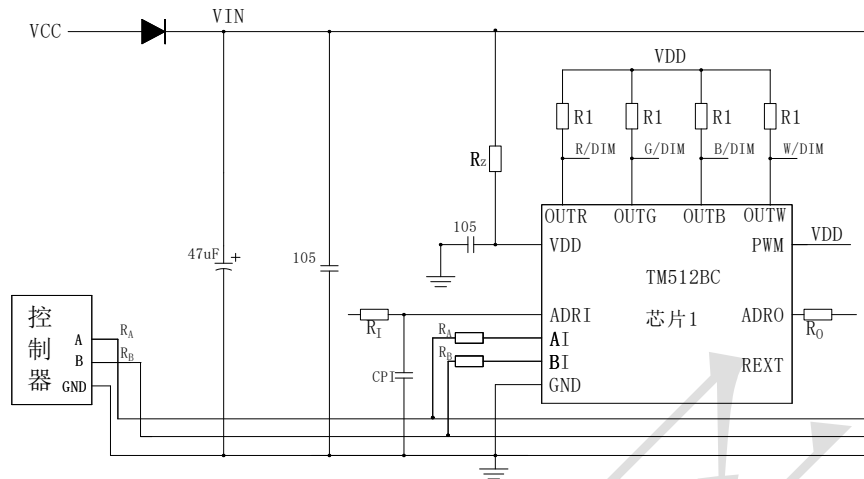 VCC
VIN
VDD
R1
R1
R1
R1
R/DIM
G/DIM
B/DIM
W/DIM
Rz
OUTR
OUTG
OUTB
OUTW
105
VDD
PWM
VDD
47uF
+
105
TM512BC
芯片1
控制器
A
RA
B
RB
GND
RI
ADRI
ADRO
RO
RA
AI
RB
BI
REXT
CPI
GND